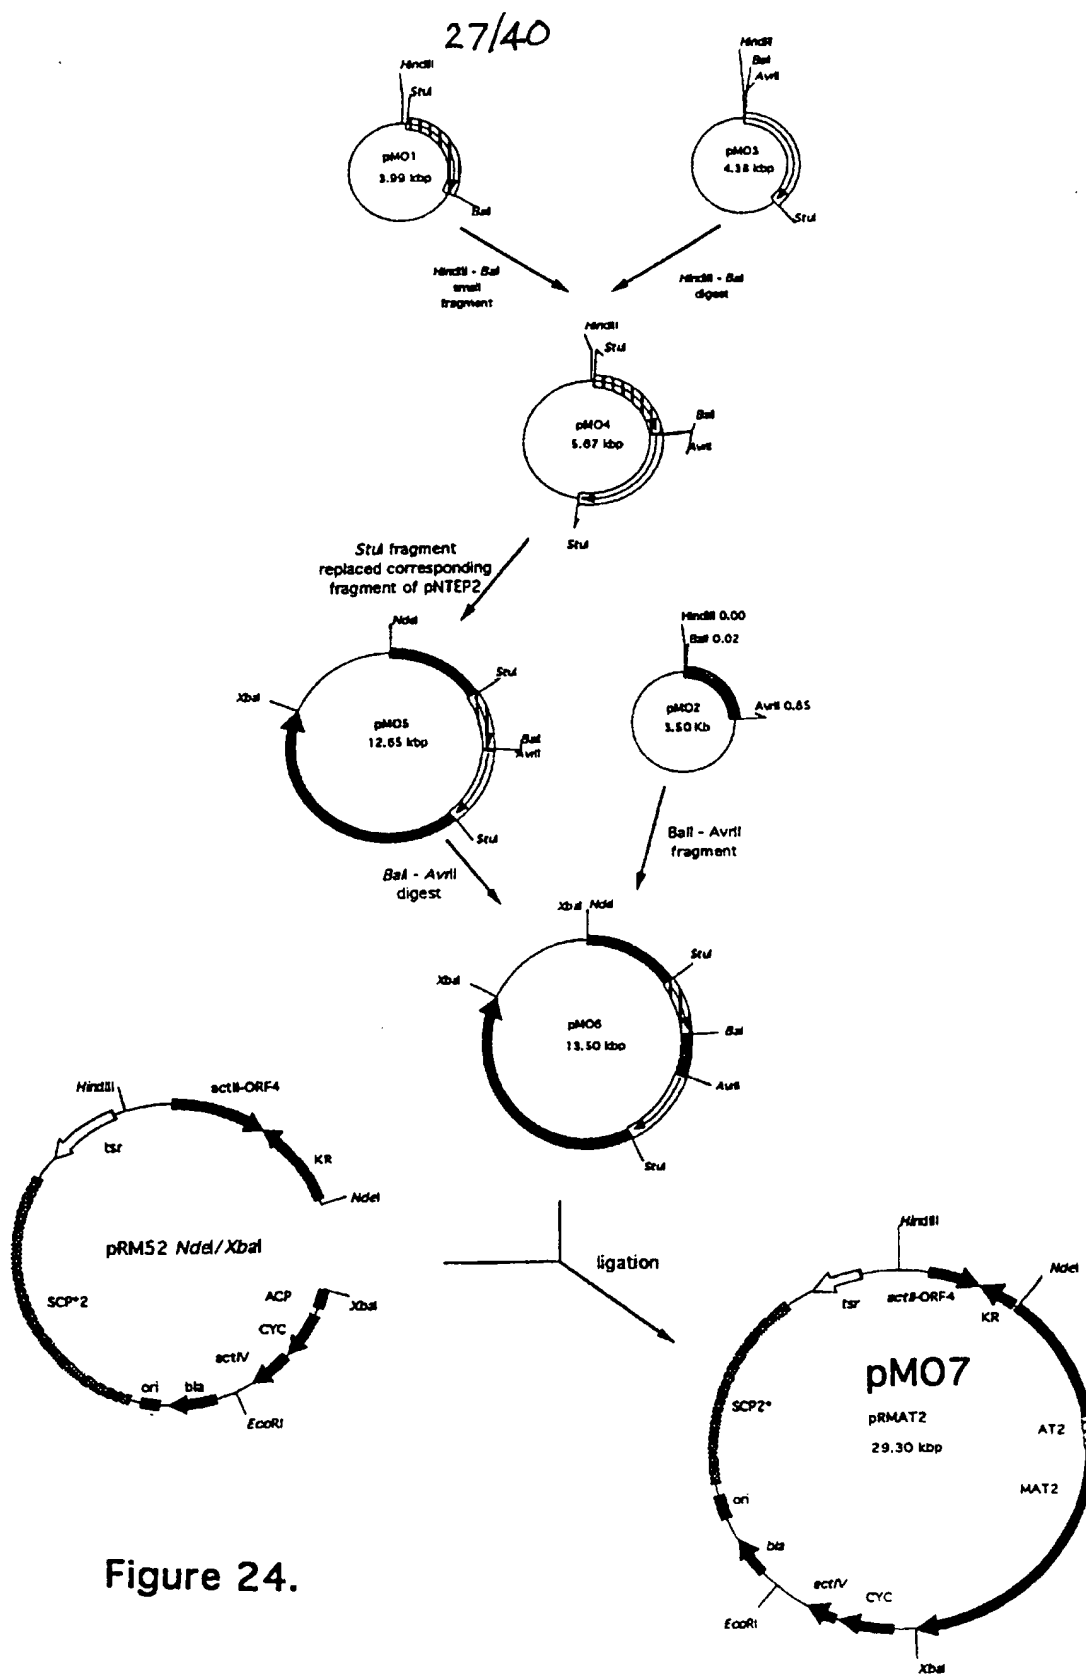 27/40
HindIII
StuI
pMO1
3.99 kbp
BalI
HindIII
BalI
AvrII
pMO3
4.38 kbp
StuI
HindIII - BalI
small
fragment
HindIII - BalI
digest
HindIII
StuI
pMO4
5.67 kbp
BalI
AvrII
StuI
StuI fragment
replaced corresponding
fragment of pNTEP2
NdeI
StuI
XbaI
pMO5
12.65 kbp
BalI
AvrII
StuI
HindIII 0.00
BalI 0.02
pMO2
3.50 Kb
AvrII 0.85
BalI - AvrII
digest
BalI - AvrII
fragment
XbaI NdeI
StuI
XbaI
pMO6
13.50 kbp
BalI
AvrII
StuI
HindIII
actII-ORF4
tsr
KR
NdeI
pRM52 NdeI/XbaI
SCP*2
ACP
XbaI
CYC
actIV
ori
bla
EcoRI
ligation
HindIII
NdeI
tsr
actII-ORF4
KR
pMO7
SCP2*
pRMAT2
29.30 kbp
AT2
MAT2
ori
bla
actIV
CYC
EcoRI
XbaI
Figure 24.